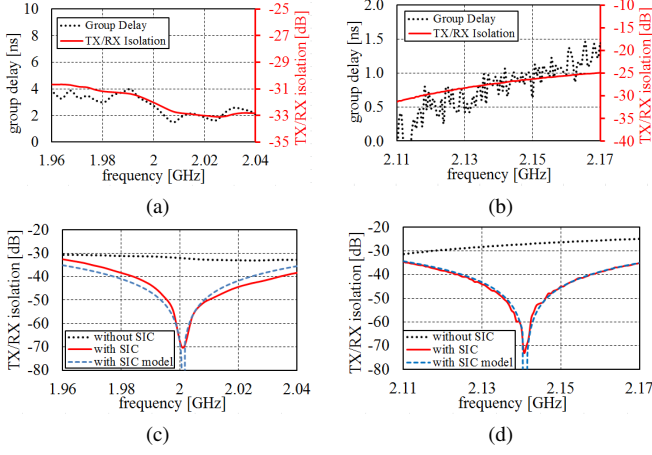 group delay [ns]
10
8
6
4
2
0
Group Delay
TX/RX Isolation
-25
-27
-29
-31
-33
-35
TX/RX isolation [dB]
1.96 1.98 2 2.02 2.04
frequency [GHz]
(a)
group delay [ns]
2.0
1.5
1.0
0.5
0.0
Group Delay
TX/RX Isolation
-10
-15
-20
-25
-30
-35
-40
TX/RX isolation [dB]
2.11 2.13 2.15 2.17
frequency [GHz]
(b)
TX/RX isolation [dB]
-20
-30
-40
-50
-60
-70
-80
without SIC
with SIC
with SIC model
1.96 1.98 2 2.02 2.04
frequency [GHz]
(c)
TX/RX isolation [dB]
-20
-30
-40
-50
-60
-70
-80
without SIC
with SIC
with SIC model
2.11 2.13 2.15 2.17
frequency [GHz]
(d)